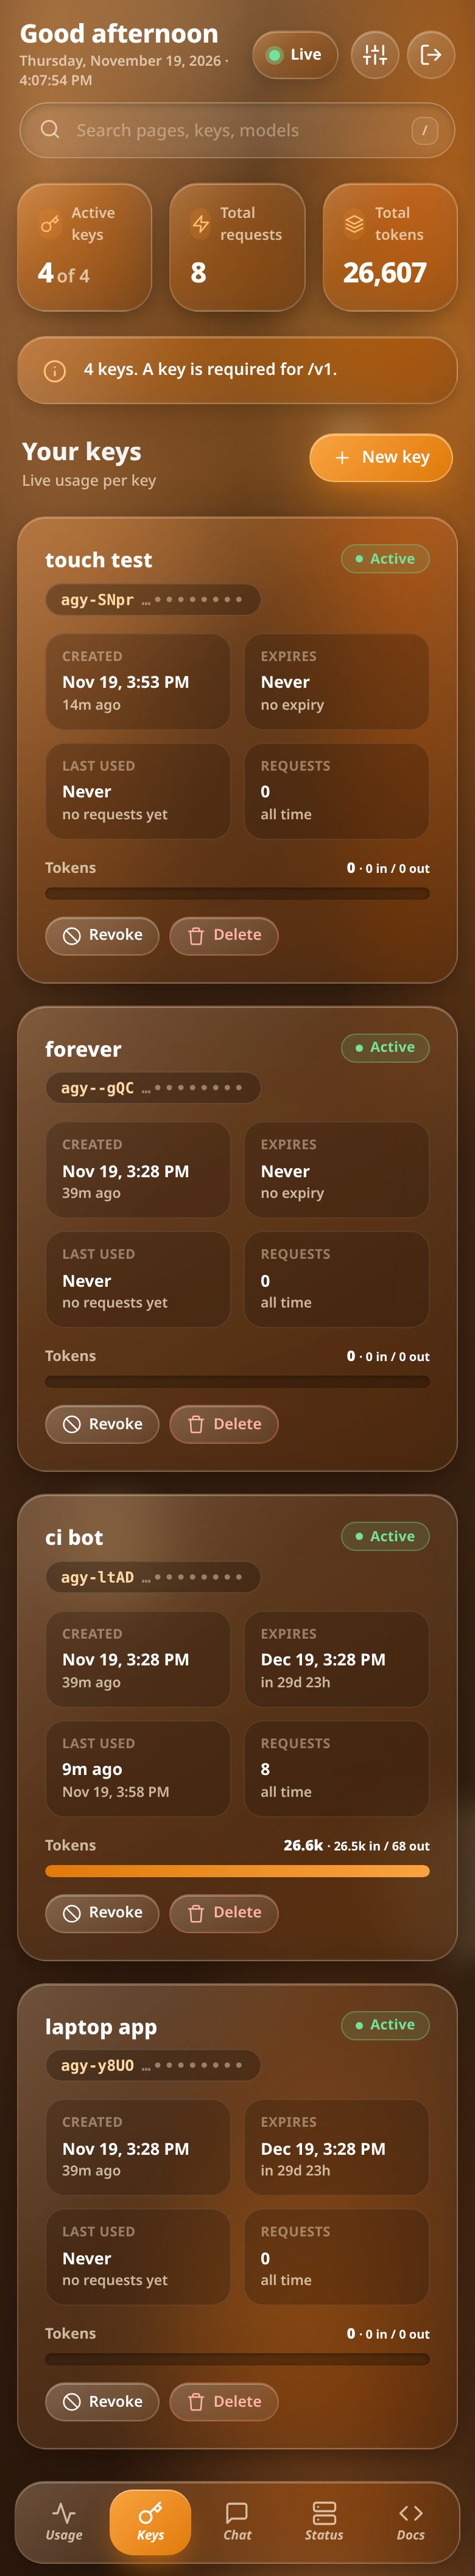 Good afternoon
Thursday, November 19, 2026 ·
4:07:54 PM
Live
Search pages, keys, models
/
Active
keys
4 of 4
Total
requests
8
Total
tokens
26,607
4 keys. A key is required for /v1.
Your keys
Live usage per key
New key
touch test
Active
agy-SNpr …••••••••
CREATED
Nov 19, 3:53 PM
14m ago
EXPIRES
Never
no expiry
LAST USED
Never
no requests yet
REQUESTS
0
all time
Tokens
0 · 0 in / 0 out
Revoke
Delete
forever
Active
agy--gQC …••••••••
CREATED
Nov 19, 3:28 PM
39m ago
EXPIRES
Never
no expiry
LAST USED
Never
no requests yet
REQUESTS
0
all time
Tokens
0 · 0 in / 0 out
Revoke
Delete
ci bot
Active
agy-ltAD …••••••••
CREATED
Nov 19, 3:28 PM
39m ago
EXPIRES
Dec 19, 3:28 PM
in 29d 23h
LAST USED
9m ago
Nov 19, 3:58 PM
REQUESTS
8
all time
Tokens
26.6k · 26.5k in / 68 out
Revoke
Delete
laptop app
Active
agy-y8UO …••••••••
CREATED
Nov 19, 3:28 PM
39m ago
EXPIRES
Dec 19, 3:28 PM
in 29d 23h
LAST USED
Never
no requests yet
REQUESTS
0
all time
Tokens
0 · 0 in / 0 out
Revoke
Delete
Usage
Keys
Chat
Status
Docs